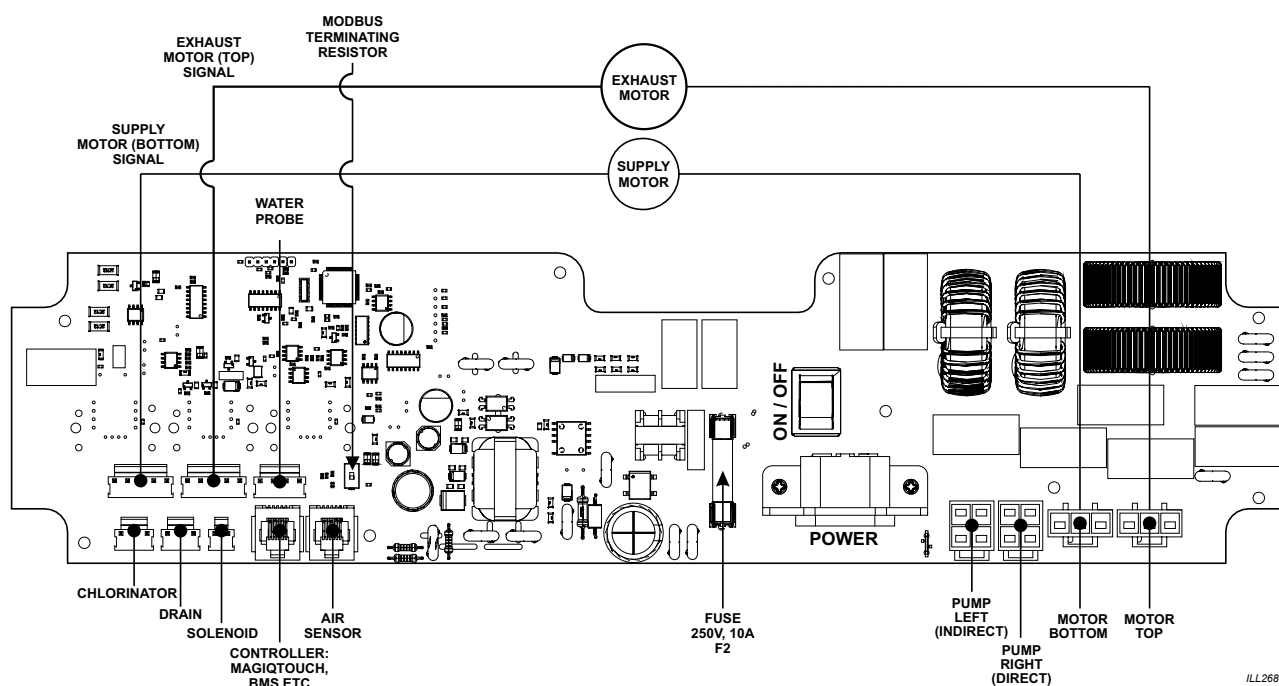 MODBUS
TERMINATING
RESISTOR
EXHAUST
MOTOR (TOP)
SIGNAL
EXHAUST
MOTOR
SUPPLY
MOTOR (BOTTOM)
SIGNAL
SUPPLY
MOTOR
WATER
PROBE
ON / OFF
POWER
CHLORINATOR
DRAIN
SOLENOID
CONTROLLER:
MAGIQTOUCH,
BMS ETC
AIR
SENSOR
FUSE
250V, 10A
F2
PUMP
LEFT
(INDIRECT)
PUMP
RIGHT
(DIRECT)
MOTOR
BOTTOM
MOTOR
TOP
ILL268